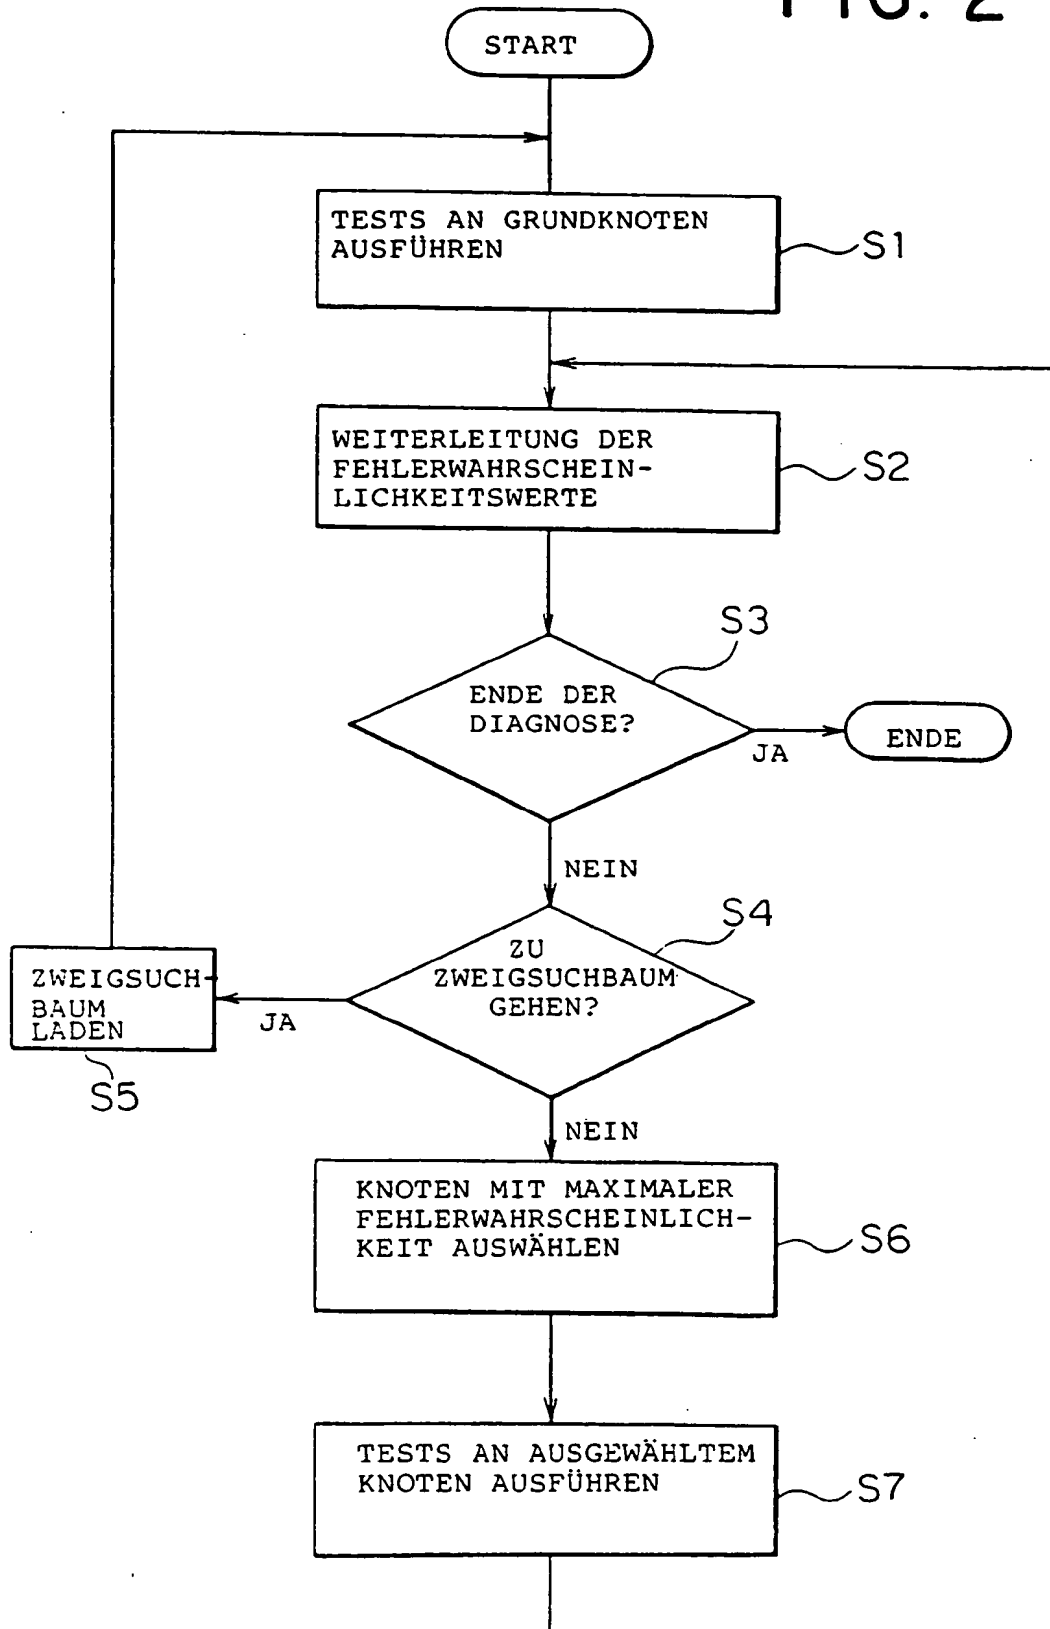 FIG. 2
START
TESTS AN GRUNDKNOTEN
AUSFÜHREN
S1
WEITERLEITUNG DER
FEHLERWAHRSCHEIN-
LICHKEITSWERTE
S2
S3
ENDE DER
DIAGNOSE?
JA
ENDE
NEIN
S4
ZU
ZWEIGSUCHBAUM
GEHEN?
JA
ZWEIGSUCH-
BAUM
LADEN
S5
NEIN
KNOTEN MIT MAXIMALER
FEHLERWAHRSCHEINLICH-
KEIT AUSWÄHLEN
S6
TESTS AN AUSGEWÄHLTEM
KNOTEN AUSFÜHREN
S7